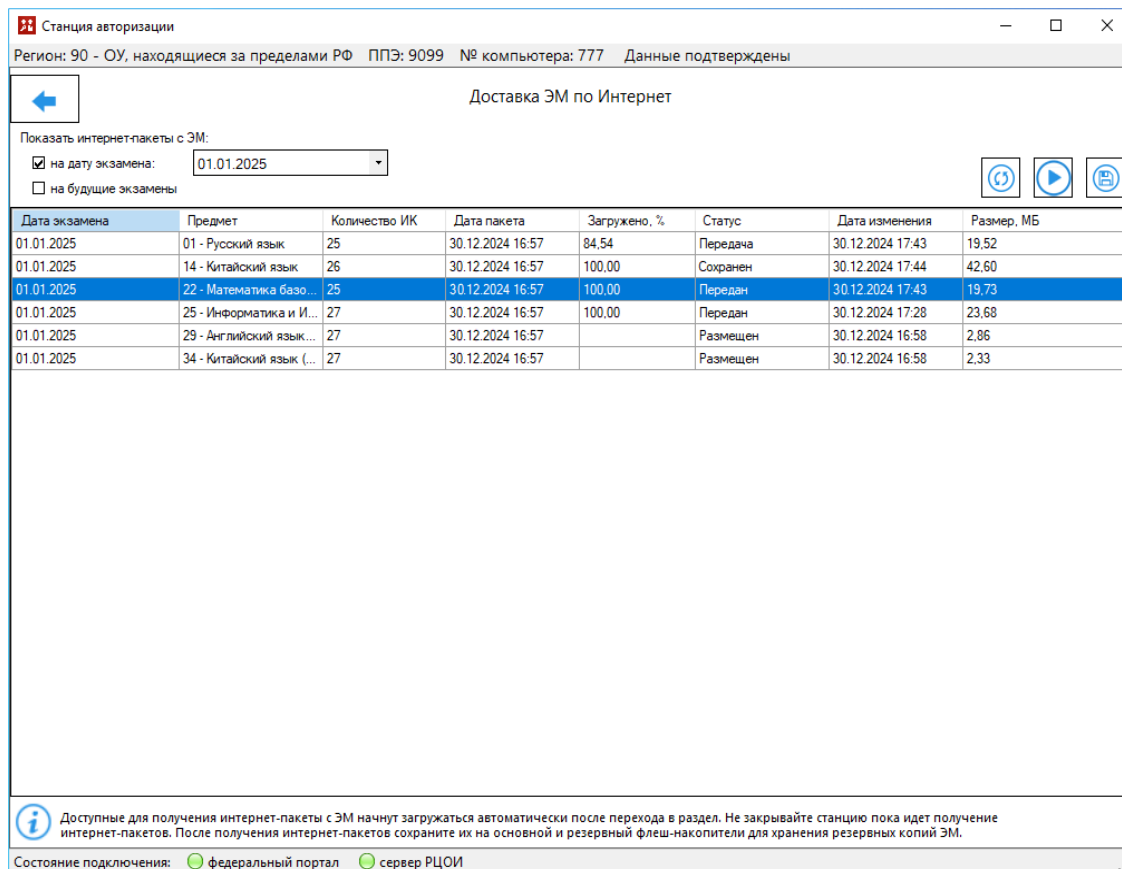 Станция авторизации
Регион: 90 - ОУ, находящиеся за пределами РФ ППЭ: 9099 № компьютера: 777 Данные подтверждены
Доставка ЭМ по Интернет
Показать интернет-пакеты с ЭМ:
на дату экзамена: 01.01.2025
на будущие экзамены
Дата экзамена Предмет Количество ИК Дата пакета Загружено, % Статус Дата изменения Размер, МБ
01.01.2025 01 - Русский язык 25 30.12.2024 16:57 84,54 Передача 30.12.2024 17:43 19,52
01.01.2025 14 - Китайский язык 26 30.12.2024 16:57 100,00 Сохранен 30.12.2024 17:44 42,60
01.01.2025 22 - Математика базо... 25 30.12.2024 16:57 100,00 Передан 30.12.2024 17:43 19,73
01.01.2025 25 - Информатика и И... 27 30.12.2024 16:57 100,00 Передан 30.12.2024 17:28 23,68
01.01.2025 29 - Английский язык... 27 30.12.2024 16:57 Размещен 30.12.2024 16:58 2,86
01.01.2025 34 - Китайский язык (... 27 30.12.2024 16:57 Размещен 30.12.2024 16:58 2,33
Доступные для получения интернет-пакеты с ЭМ начнут загружаться автоматически после перехода в раздел. Не закрывайте станцию пока идет получение
интернет-пакетов. После получения интернет-пакетов сохраните их на основной и резервный флеш-накопители для хранения резервных копий ЭМ.
Состояние подключения: федеральный портал сервер РЦОИ